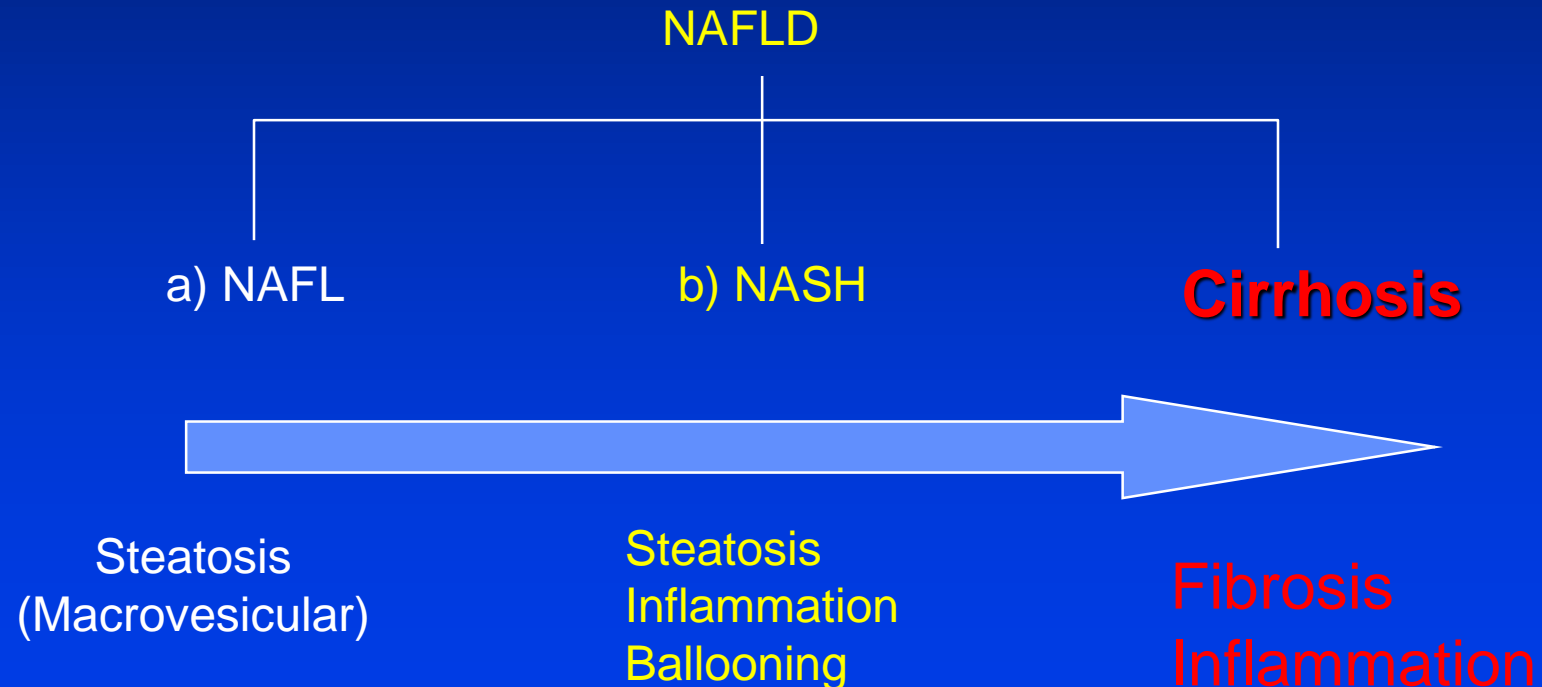 NAFLD
a) NAFL
b) NASH
Cirrhosis
Steatosis
(Macrovesicular)
Steatosis
Inflammation
Ballooning
Fibrosis
Inflammation